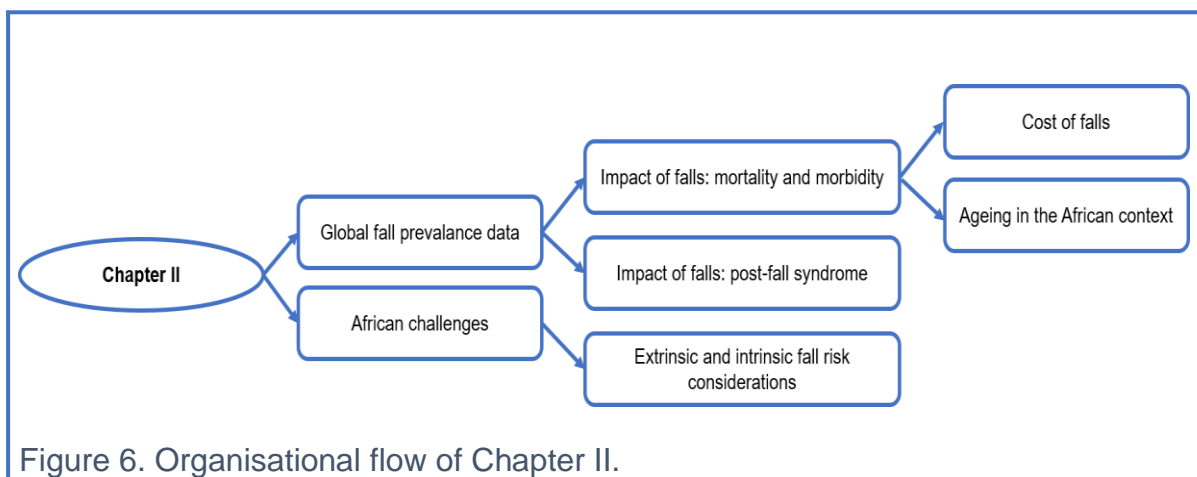 Chapter II
Global fall prevalance data
African challenges
Impact of falls: mortality and morbidity
Impact of falls: post-fall syndrome
Extrinsic and intrinsic fall risk
considerations
Cost of falls
Ageing in the African context
Figure 6. Organisational flow of Chapter II.